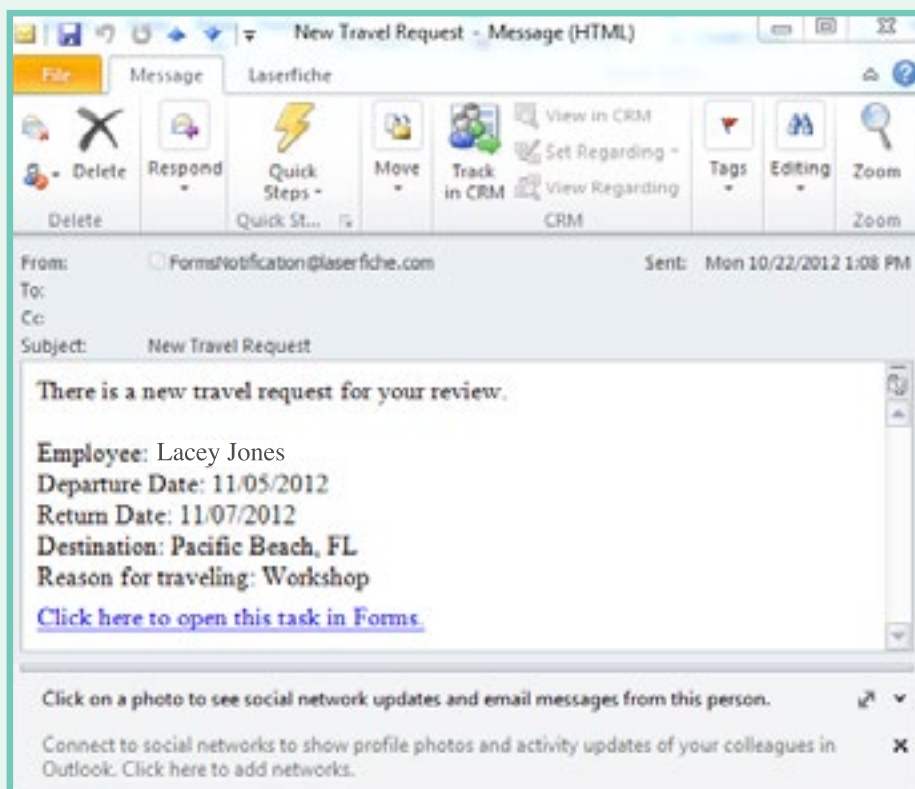 New Travel Request - Message (HTML)
File Message Laserfiche
Delete Respond Quick Steps Move Track in CRM View in CRM Set Regarding View Regarding Tags Editing Zoom
Delete Quick St... CRM Zoom
From: FormsNotification@laserfiche.com Sent: Mon 10/22/2012 1:08 PM
To:
Cc:
Subject: New Travel Request
There is a new travel request for your review.
Employee: Lacey Jones
Departure Date: 11/05/2012
Return Date: 11/07/2012
Destination: Pacific Beach, FL
Reason for traveling: Workshop
Click here to open this task in Forms.
Click on a photo to see social network updates and email messages from this person.
Connect to social networks to show profile photos and activity updates of your colleagues in
Outlook. Click here to add networks.